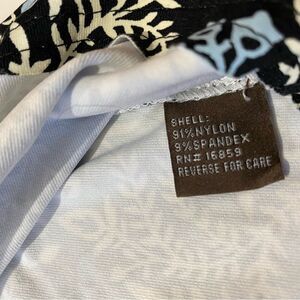 SHELL:
91% NYLON
9% SPANDEX
RN# 16859
REVERSE FOR CARE